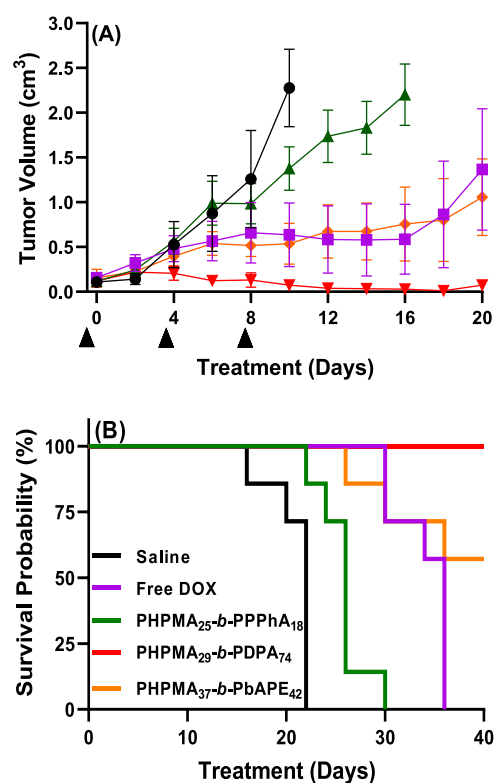 (A)
Tumor Volume (cm³)
3.0
2.5
2.0
1.5
1.0
0.5
0.0
0 4 8 12 16 20
Treatment (Days)
(B)
Survival Probability (%)
100
75
50
25
0
Saline
Free DOX
PHPMA₂₅-b-PPPhA₁₈
PHPMA₂₉-b-PDPA₇₄
PHPMA₃₇-b-PbAPE₄₂
0 20 30 40
Treatment (Days)